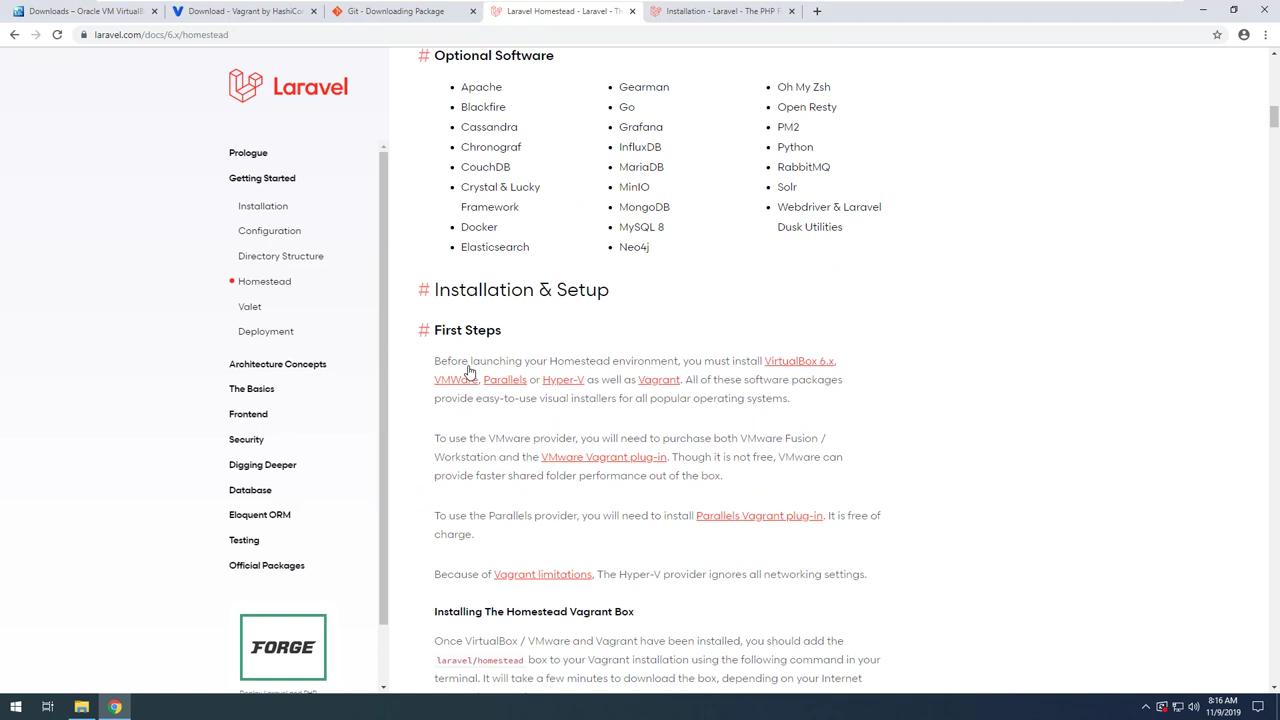 Downloads – Oracle VM VirtualB
Download - Vagrant by HashiCo
Git - Downloading Package
Laravel Homestead - Laravel - Th
Installation - Laravel - The PHP F
laravel.com/docs/6.x/homestead
Laravel
Prologue
Getting Started
Installation
Configuration
Directory Structure
Homestead
Valet
Deployment
Architecture Concepts
The Basics
Frontend
Security
Digging Deeper
Database
Eloquent ORM
Testing
Official Packages
FORGE
Deploy Laravel and PHP
# Optional Software
Apache
Blackfire
Cassandra
Chronograf
CouchDB
Crystal & Lucky
Framework
Docker
Elasticsearch
Gearman
Go
Grafana
InfluxDB
MariaDB
MinIO
MongoDB
MySQL 8
Neo4j
Oh My Zsh
Open Resty
PM2
Python
RabbitMQ
Solr
Webdriver & Laravel
Dusk Utilities
# Installation & Setup
# First Steps
Before launching your Homestead environment, you must install VirtualBox 6.x,
VMWare, Parallels or Hyper-V as well as Vagrant. All of these software packages
provide easy-to-use visual installers for all popular operating systems.
To use the VMware provider, you will need to purchase both VMware Fusion /
Workstation and the VMware Vagrant plug-in. Though it is not free, VMware can
provide faster shared folder performance out of the box.
To use the Parallels provider, you will need to install Parallels Vagrant plug-in. It is free of
charge.
Because of Vagrant limitations, The Hyper-V provider ignores all networking settings.
Installing The Homestead Vagrant Box
Once VirtualBox / VMware and Vagrant have been installed, you should add the
laravel/homestead box to your Vagrant installation using the following command in your
terminal. It will take a few minutes to download the box, depending on your Internet
8:16 AM
11/9/2019